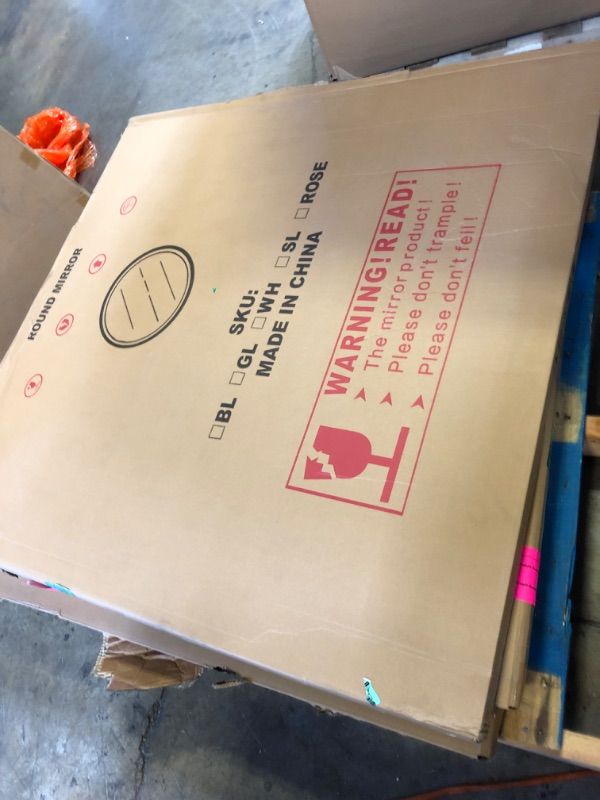 ROUND MIRROR
SKU:
□BL □GL □WH □SL □ROSE
MADE IN CHINA
WARNING!READ!
➤ The mirror product!
➤ Please don't trample!
➤ Please don't fell!